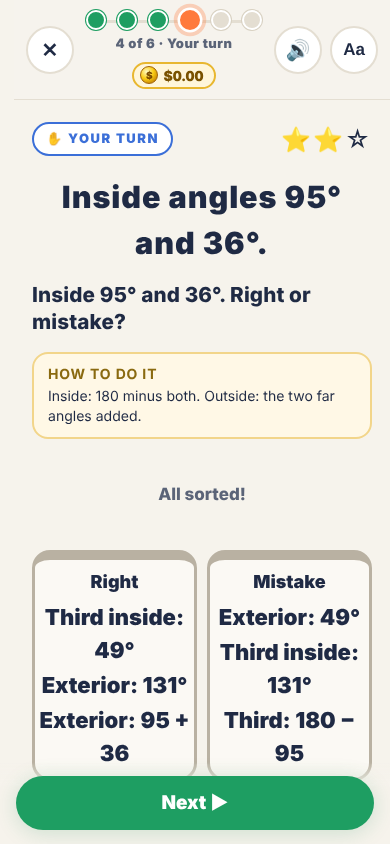 4 of 6 · Your turn
$ $0.00
Aa
YOUR TURN
Inside angles 95°
and 36°.
Inside 95° and 36°. Right or
mistake?
HOW TO DO IT
Inside: 180 minus both. Outside: the two far
angles added.
All sorted!
Right
Third inside:
49°
Exterior: 131°
Exterior: 95 +
36
Mistake
Exterior: 49°
Third inside:
131°
Third: 180 −
95
Next